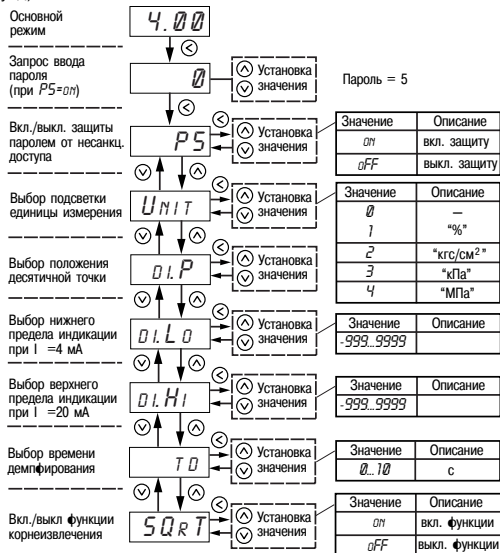 Основной
режим
4.00
Запрос ввода
пароля
(при PS=on)
0
Установка
значения
Пароль = 5
Вкл./выкл. защиты
паролем от несанкц.
доступа
PS
Установка
значения
Значение Описание
on вкл. защиту
oFF выкл. защиту
Выбор подсветки
единицы измерения
UNIT
Установка
значения
Значение Описание
0 —
1 “%”
2 “кгс/см²”
3 “кПа”
4 “МПа”
Выбор положения
десятичной точки
DI.P
Установка
значения
Выбор нижнего
предела индикации
при I =4 мА
DI.LO
Установка
значения
Значение Описание
-999...9999
Выбор верхнего
предела индикации
при I =20 мА
DI.HI
Установка
значения
Значение Описание
-999...9999
Выбор времени
демпфирования
TD
Установка
значения
Значение Описание
0...10 с
Вкл./выкл функции
корнеизвлечения
SQRT
Установка
значения
Значение Описание
on вкл. функции
oFF выкл. функции